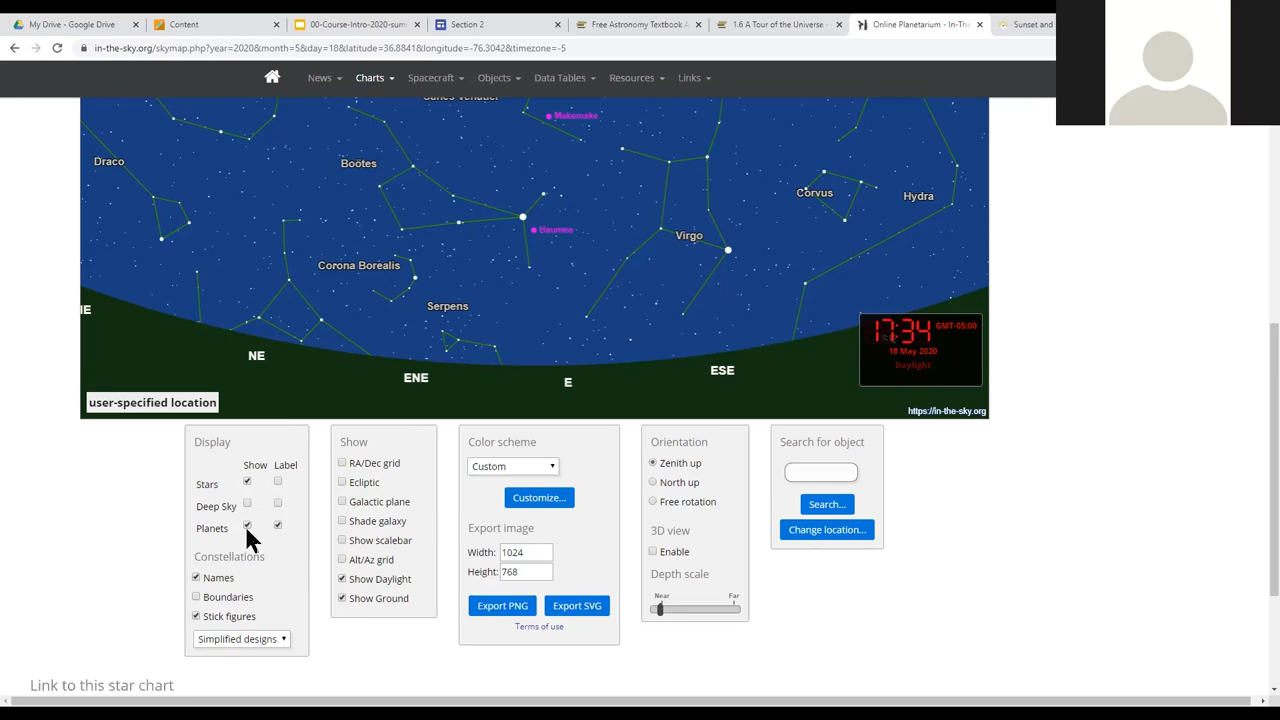 My Drive - Google Drive
Content
00-Course-Intro-2020-sum
Section 2
Free Astronomy Textbook
1.6 A Tour of the Universe -
Online Planetarium - In-The
Sunset and
in-the-sky.org/skymap.php?year=2020&month=5&day=18&latitude=36.8841&longitude=-76.3042&timezone=-5
News
Charts
Spacecraft
Objects
Data Tables
Resources
Links
Canes Venatici
Makemake
Draco
Boötes
Corvus
Hydra
Haumea
Virgo
Corona Borealis
Serpens
NE
ENE
E
ESE
17:34 GMT-05:00
18 May 2020
Daylight
user-specified location
https://in-the-sky.org
Display
Show Label
Stars
Deep Sky
Planets
Constellations
Names
Boundaries
Stick figures
Simplified designs
Show
RA/Dec grid
Ecliptic
Galactic plane
Shade galaxy
Show scalebar
Alt/Az grid
Show Daylight
Show Ground
Color scheme
Custom
Customize...
Export image
Width: 1024
Height: 768
Export PNG Export SVG
Terms of use
Orientation
Zenith up
North up
Free rotation
3D view
Enable
Depth scale
Near Far
Search for object
Search...
Change location...
Link to this star chart